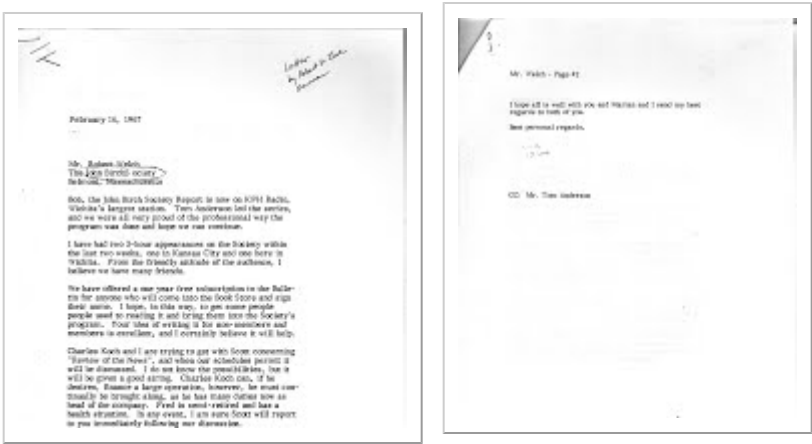 Letter
by Robert D. Love
February 16, 1967
Mr. Robert Welch
The John Birch Society
Belmont, Massachusetts
Bob, the John Birch Society Report is now on KFH Radio,
Wichita's largest station. Tom Anderson led the series,
and we were all very proud of the professional way the
program was done and hope we can continue.
I have had two 2-hour appearances on the Society within
the last two weeks, one in Kansas City and one here in
Wichita. From the friendly attitude of the audience, I
believe we have many friends.
We have offered a one year free subscription to the Bulle-
tin for anyone who will come into the Book Store and sign
their name. I hope, in this way, to get some people
people used to reading it and bring them into the Society's
program. Your idea of writing it for non-members and
members is excellent, and I certainly believe it will help.
Charles Koch and I are trying to get with Scott concerning
"Review of the News", and when our schedules permit it
will be discussed. I do not know the possibilities, but it
will be given a good airing. Charles Koch can, if he
desires, finance a large operation, however, he must con-
tinually be brought along, as he has many duties now as
head of the company. Fred is semi-retired and has a
health situation. In any event, I am sure Scott will report
to you immediately following our discussion.
Mr. Welch - Page #2
I hope all is well with you and Marian and I send my best
regards to both of you.
Best personal regards,
CC: Mr. Tom Anderson